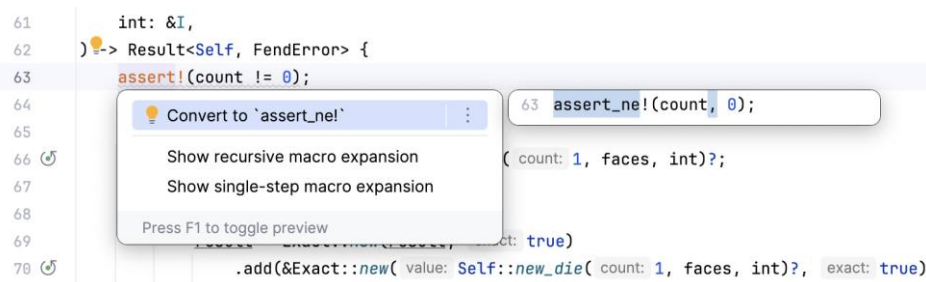 61 int: &I,
62 ) -> Result<Self, FendError> {
63 assert!(count != 0);
64
Convert to `assert_ne!`
63 assert_ne!(count, 0);
65
Show recursive macro expansion
66 ( count: 1, faces, int)?;
67
Show single-step macro expansion
68
Press F1 to toggle preview
69 true)
70 .add(&Exact::new( value: Self::new_die( count: 1, faces, int)?, exact: true)